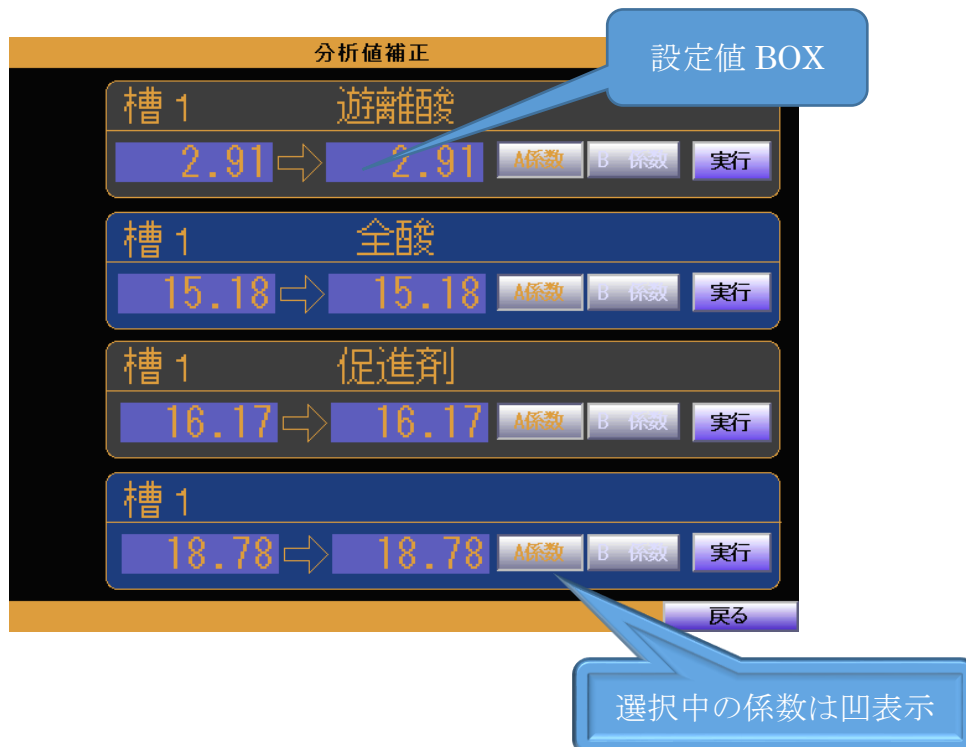 分析値補正
設定値 BOX
槽 1 遊離酸
2.91 ⇨ 2.91 A係数 B 係数 実行
槽 1 全酸
15.18 ⇨ 15.18 A係数 B 係数 実行
槽 1 促進剤
16.17 ⇨ 16.17 A係数 B 係数 実行
槽 1
18.78 ⇨ 18.78 A係数 B 係数 実行
戻る
選択中の係数は凹表示